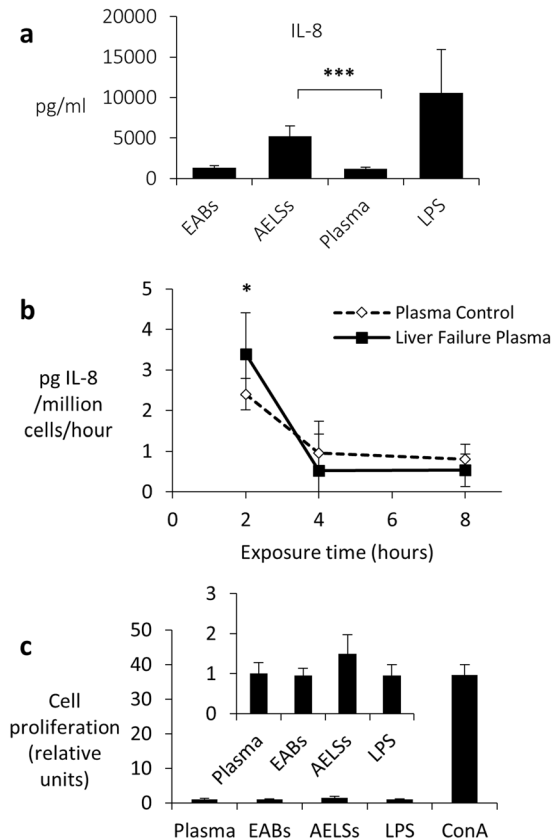 a
IL-8
20000
15000
10000
5000
0
pg/ml
***
EABs
AELSs
Plasma
LPS
b
5
4
3
2
1
0
pg IL-8
/million
cells/hour
*
Plasma Control
Liver Failure Plasma
0 2 4 6 8
Exposure time (hours)
c
3
2
1
0
Plasma
EABs
AELSs
LPS
50
40
30
20
10
0
Cell
proliferation
(relative
units)
Plasma EABs AELSs LPS ConA